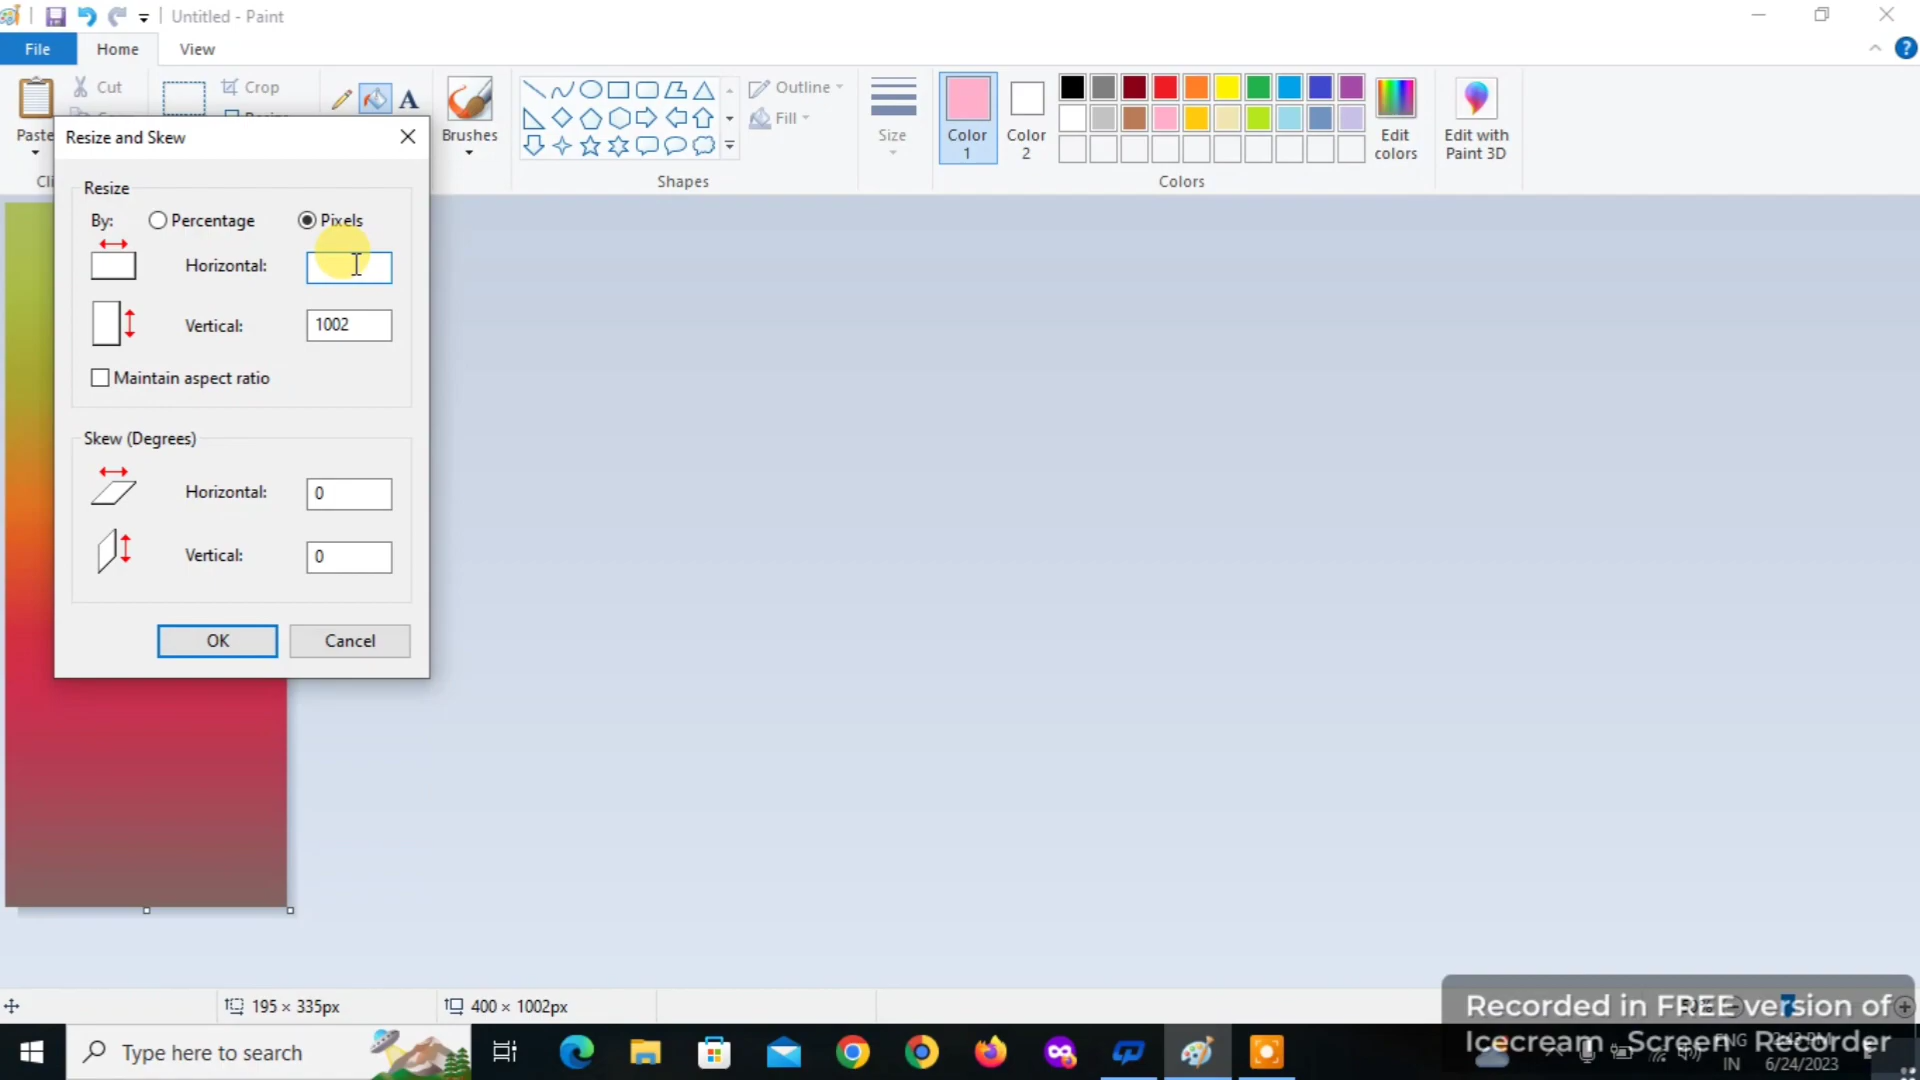 Untitled - Paint
File
Home
View
Paste
Cut
Crop
A
Brushes
Outline
Fill
Size
Color 1
Color 2
Edit colors
Edit with Paint 3D
Shapes
Colors
Resize and Skew
Resize
By:
Percentage
Pixels
Horizontal:
Vertical:
1002
Maintain aspect ratio
Skew (Degrees)
Horizontal:
0
Vertical:
0
OK
Cancel
195 × 335px
400 × 1002px
Recorded in FREE version of
Icecream Screen Recorder
Type here to search
ENG
IN
6/24/2023